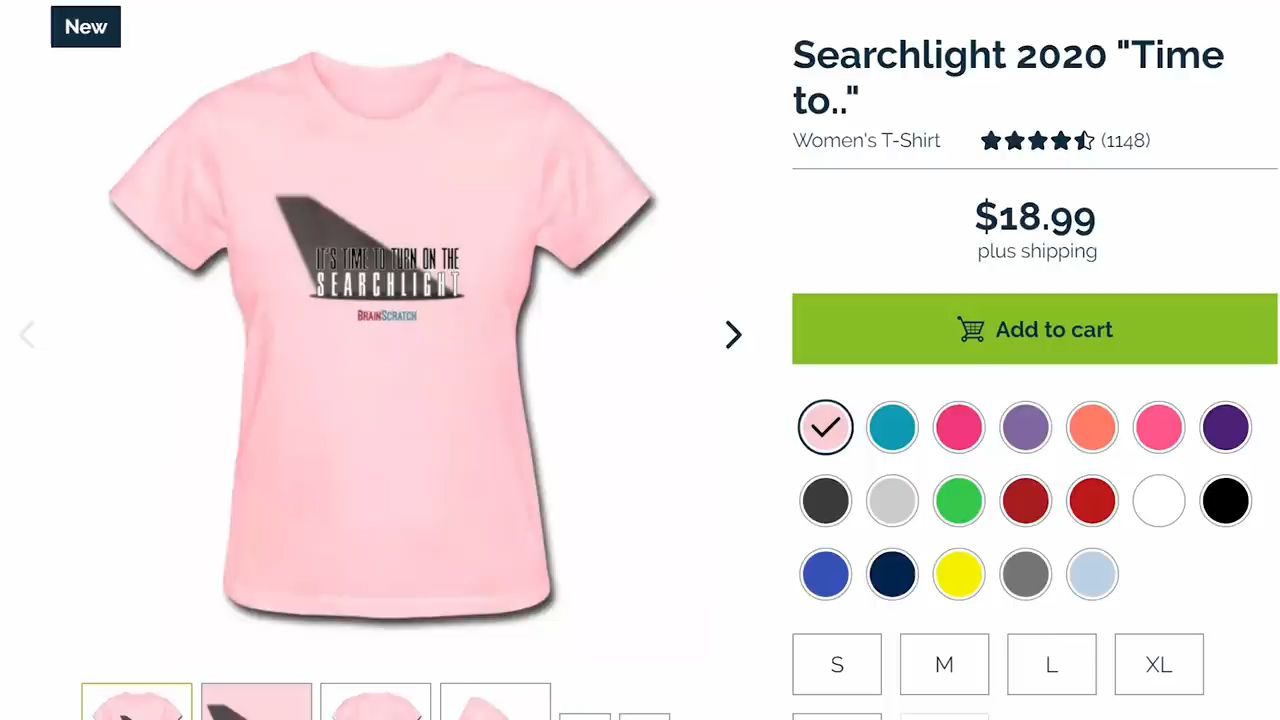 New
Searchlight 2020 "Time
to.."
Women's T-Shirt
(1148)
$18.99
plus shipping
Add to cart
IT'S TIME TO TURN ON THE
SEARCHLIGHT
BRAINSCRATCH
S
M
L
XL